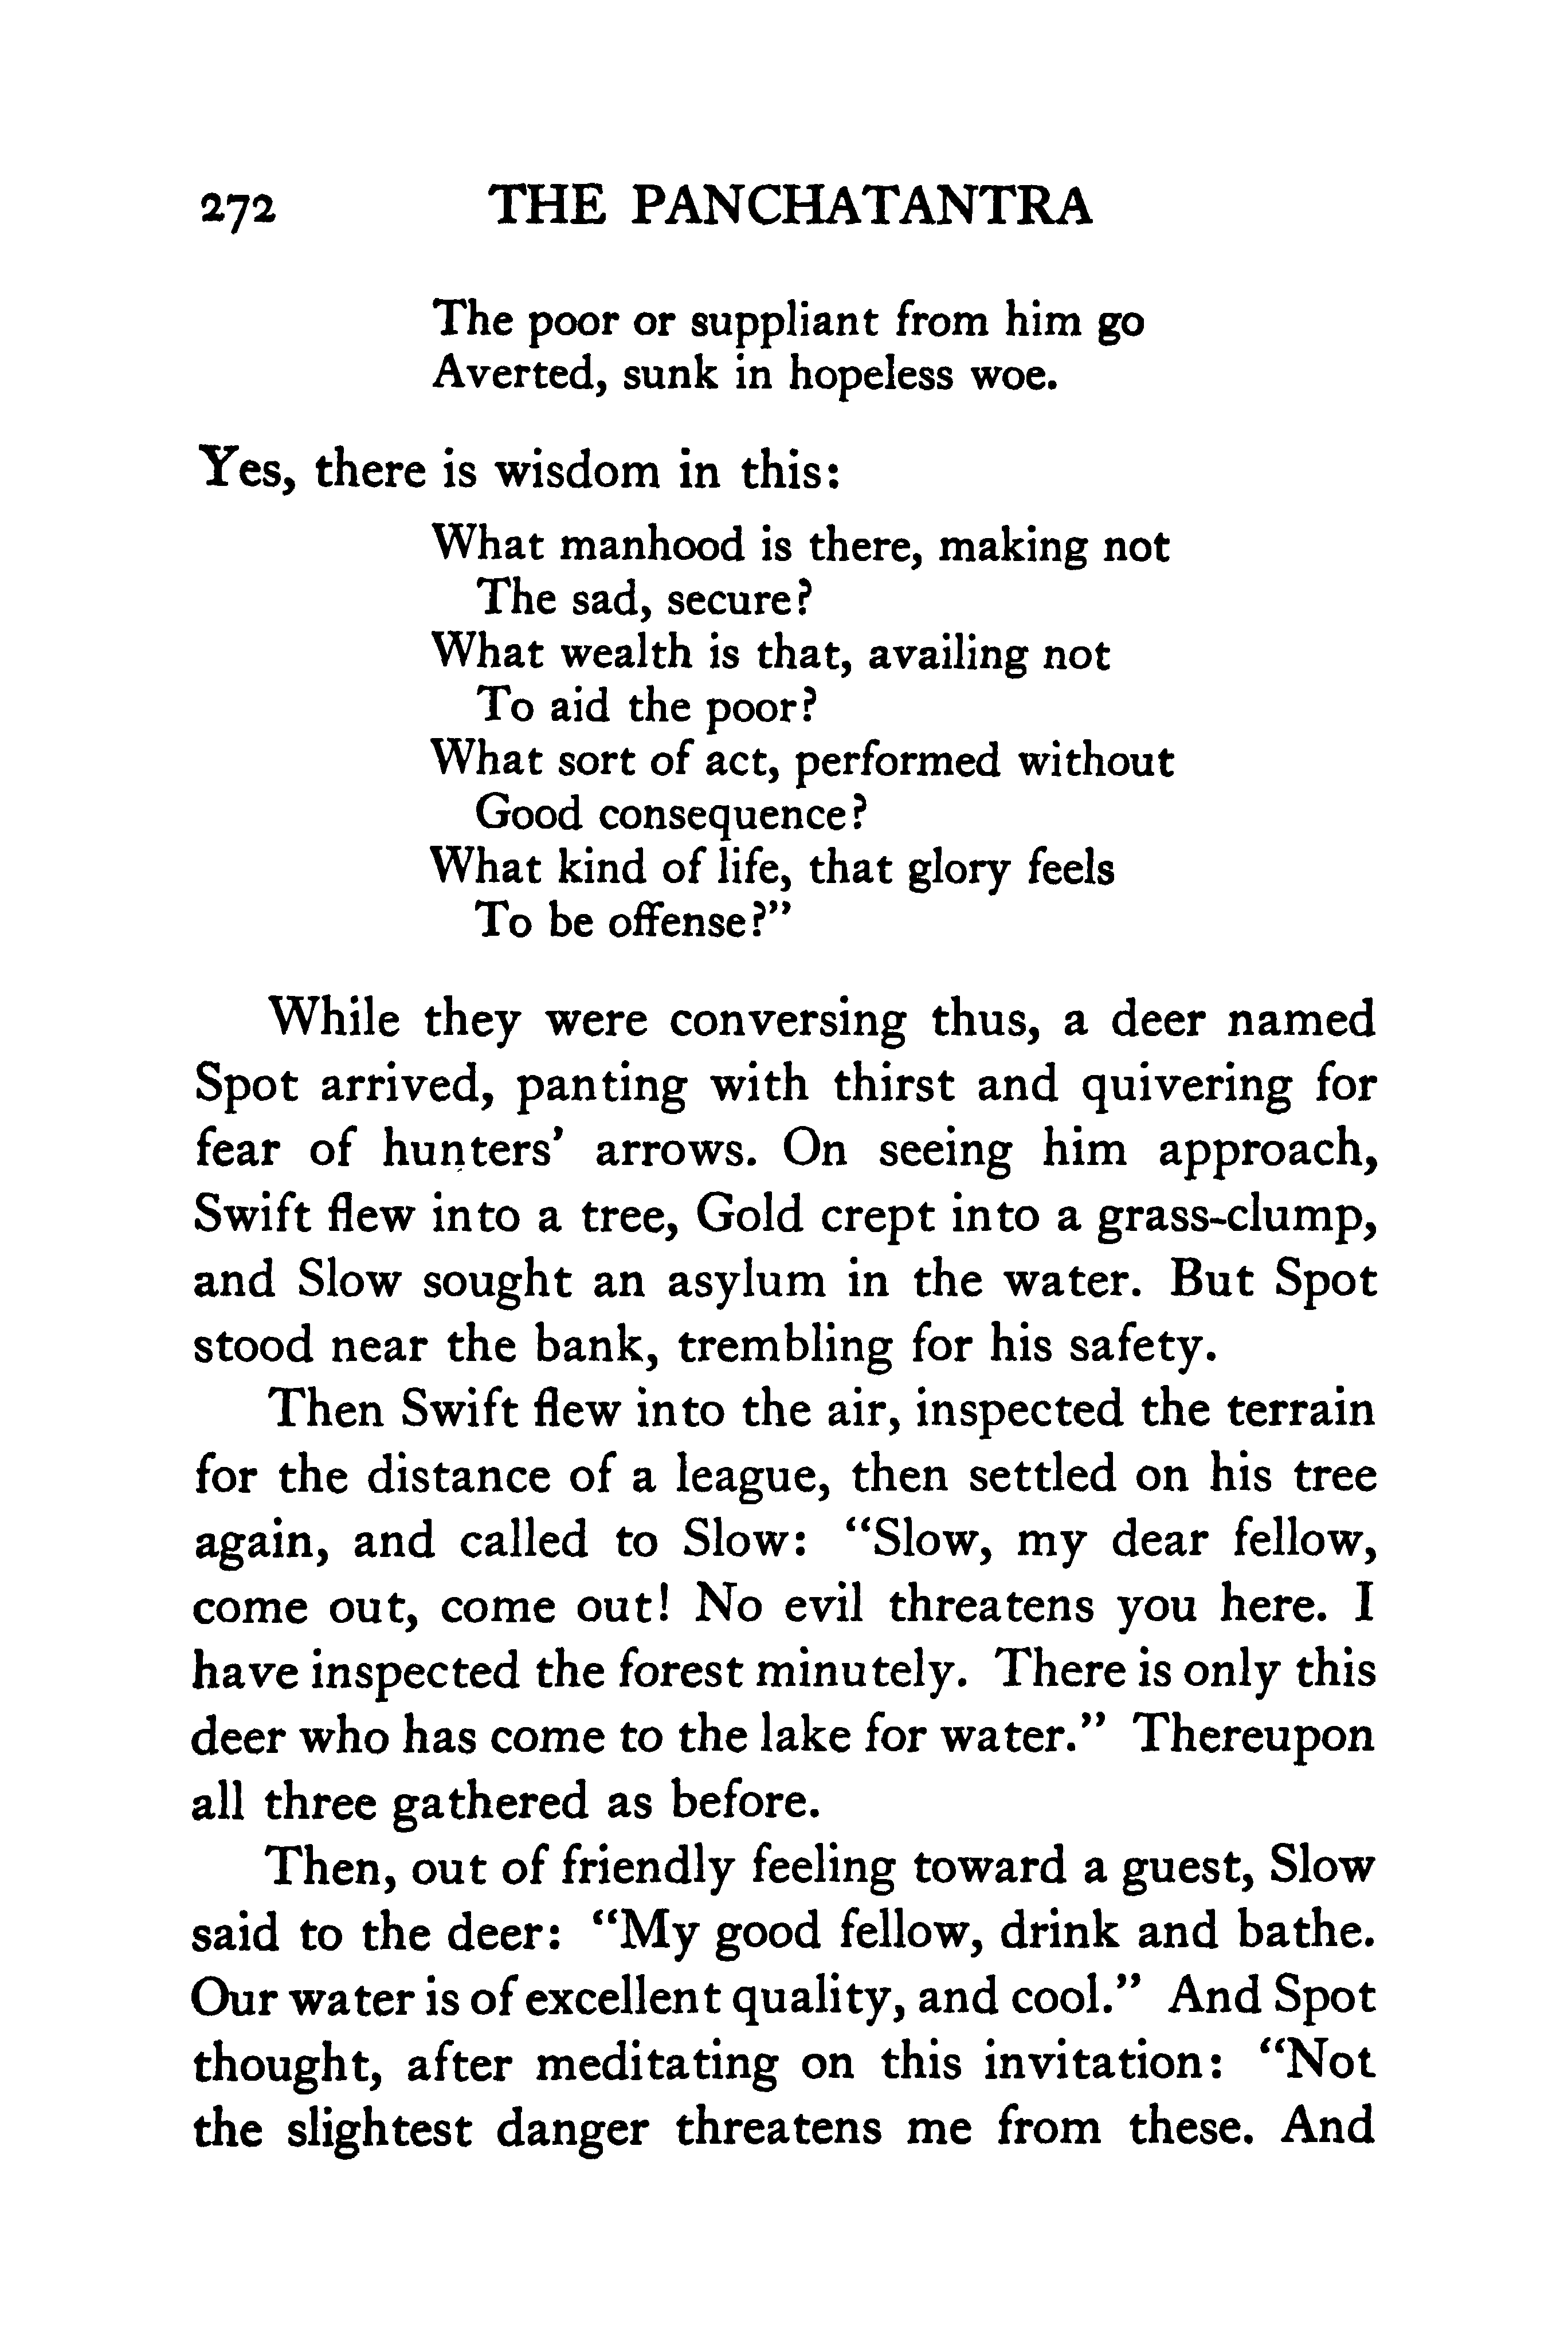 272 THE PANCHATANTRA
The poor or suppliant from him go
Averted, sunk in hopeless woe.
Yes, there is wisdom in this:
What manhood is there, making not
The sad, secure?
What wealth is that, availing not
To aid the poor?
What sort of act, performed without
Good consequence?
What kind of life, that glory feels
To be offense?”
While they were conversing thus, a deer named
Spot arrived, panting with thirst and quivering for
fear of hunters’ arrows. On seeing him approach,
Swift flew into a tree, Gold crept into a grass-clump,
and Slow sought an asylum in the water. But Spot
stood near the bank, trembling for his safety.
Then Swift flew into the air, inspected the terrain
for the distance of a league, then settled on his tree
again, and called to Slow: “Slow, my dear fellow,
come out, come out! No evil threatens you here. I
have inspected the forest minutely. There is only this
deer who has come to the lake for water.” Thereupon
all three gathered as before.
Then, out of friendly feeling toward a guest, Slow
said to the deer: “My good fellow, drink and bathe.
Our water is of excellent quality, and cool.” And Spot
thought, after meditating on this invitation: “Not
the slightest danger threatens me from these. And